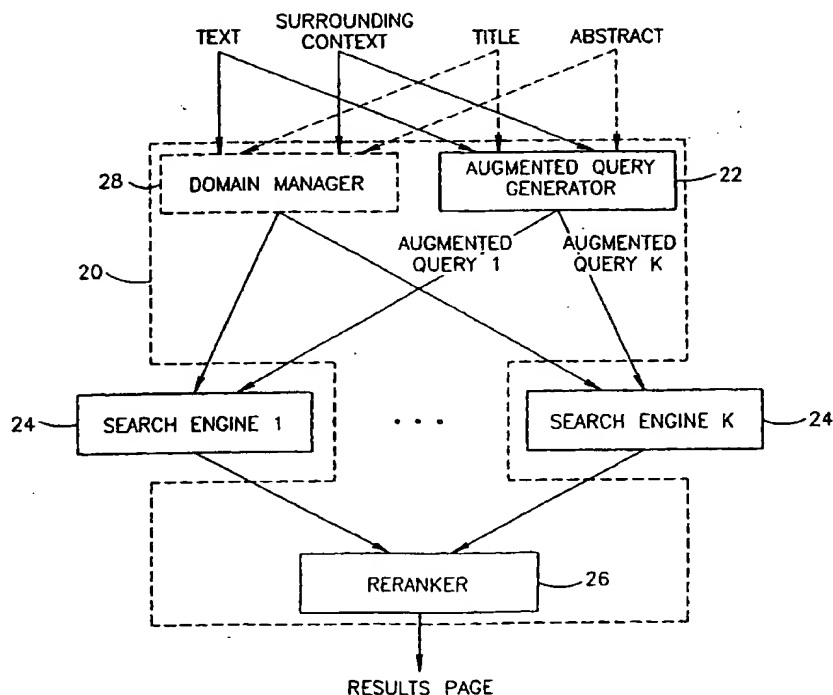 TEXT
SURROUNDING
CONTEXT
TITLE
ABSTRACT
28
DOMAIN MANAGER
AUGMENTED QUERY
GENERATOR
22
20
AUGMENTED
QUERY 1
AUGMENTED
QUERY K
24
SEARCH ENGINE 1
. . .
SEARCH ENGINE K
24
RERANKER
26
RESULTS PAGE